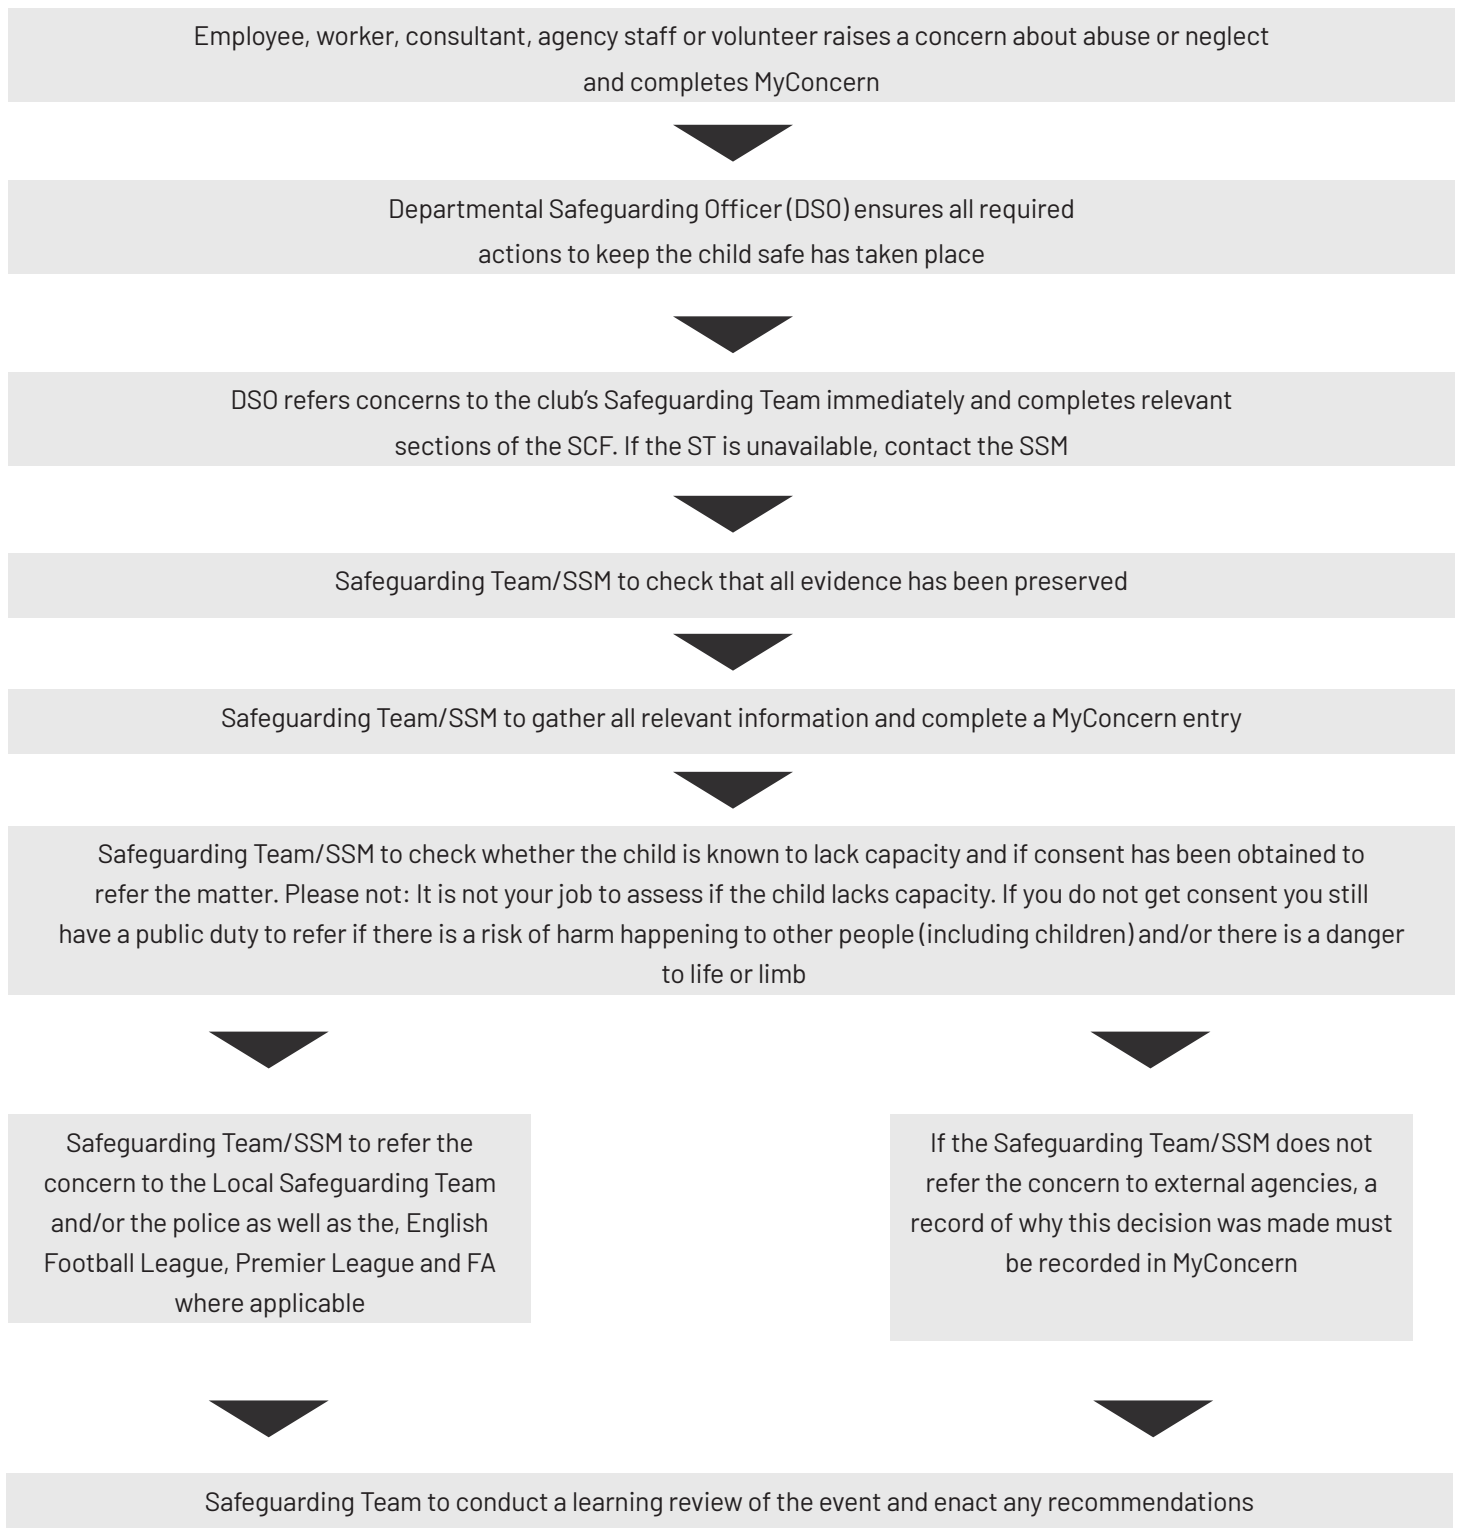 Employee, worker, consultant, agency staff or volunteer raises a concern about abuse or neglect
and completes MyConcern
Departmental Safeguarding Officer (DSO) ensures all required
actions to keep the child safe has taken place
DSO refers concerns to the club's Safeguarding Team immediately and completes relevant
sections of the SCF. If the ST is unavailable, contact the SSM
Safeguarding Team/SSM to check that all evidence has been preserved
Safeguarding Team/SSM to gather all relevant information and complete a MyConcern entry
Safeguarding Team/SSM to check whether the child is known to lack capacity and if consent has been obtained to
refer the matter. Please not: It is not your job to assess if the child lacks capacity. If you do not get consent you still
have a public duty to refer if there is a risk of harm happening to other people (including children) and/or there is a danger
to life or limb
Safeguarding Team/SSM to refer the
concern to the Local Safeguarding Team
and/or the police as well as the, English
Football League, Premier League and FA
where applicable
If the Safeguarding Team/SSM does not
refer the concern to external agencies, a
record of why this decision was made must
be recorded in MyConcern
Safeguarding Team to conduct a learning review of the event and enact any recommendations